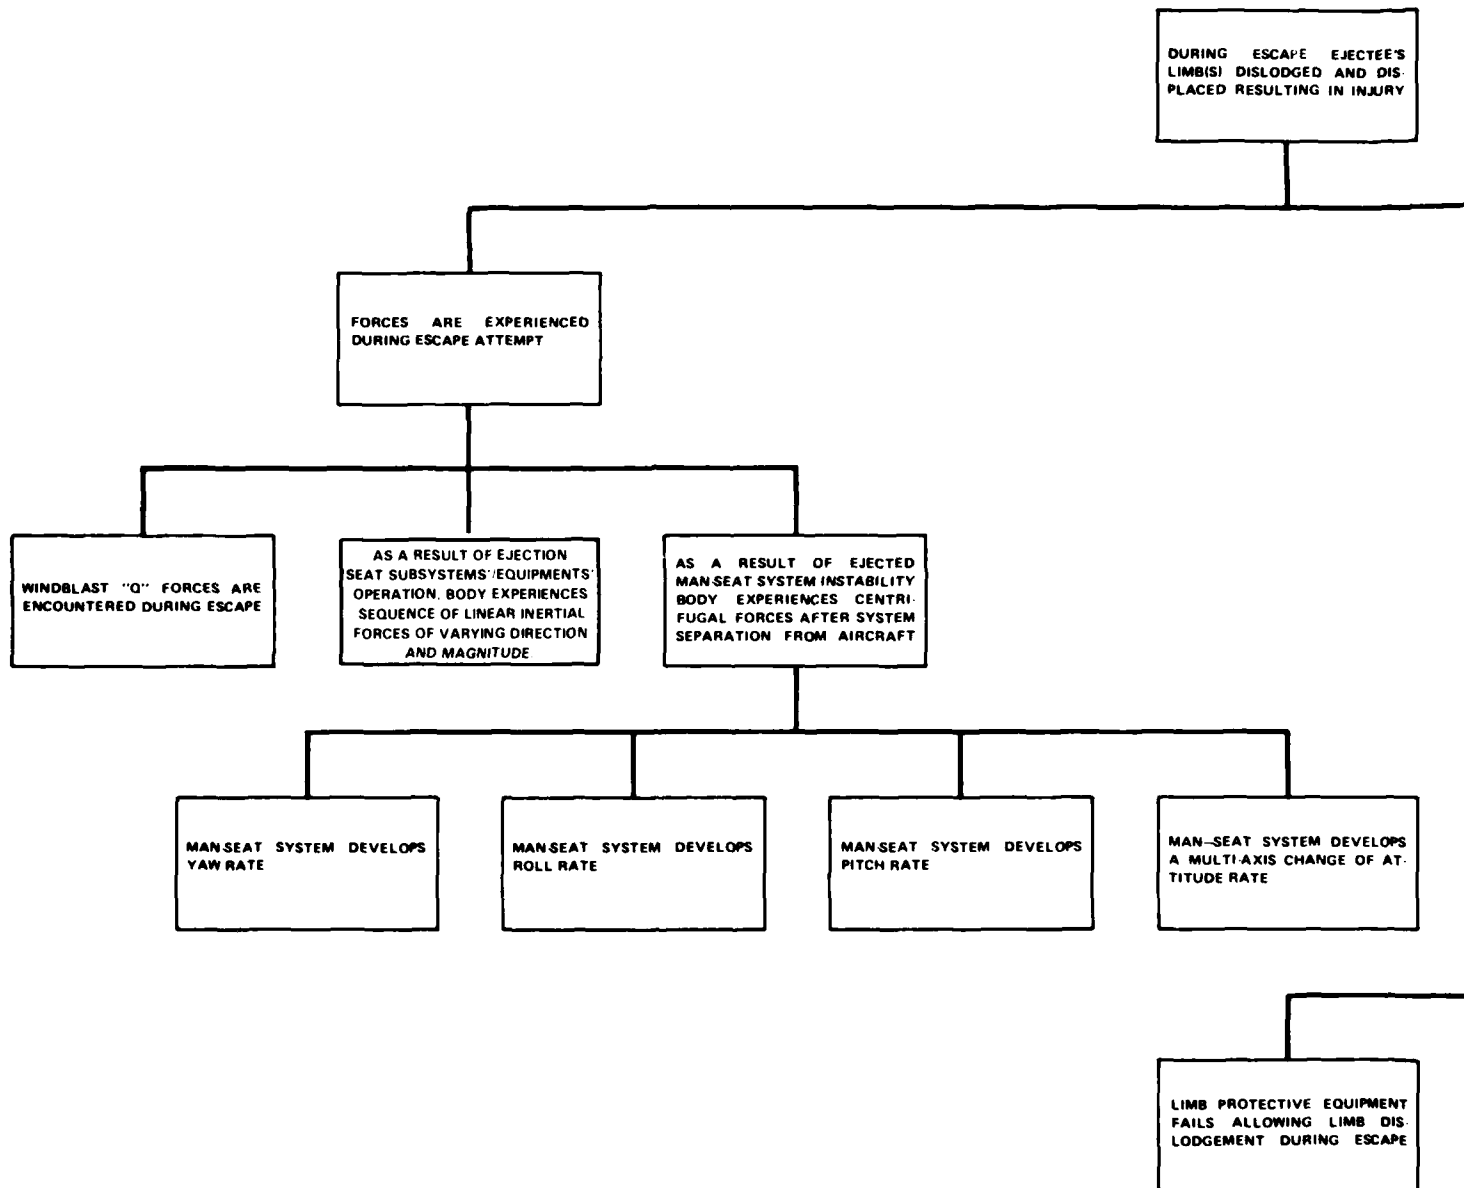 DURING ESCAPE EJECTEE'S
LIMB(S) DISLODGED AND DIS-
PLACED RESULTING IN INJURY
FORCES ARE EXPERIENCED
DURING ESCAPE ATTEMPT
WINDBLAST "Q" FORCES ARE
ENCOUNTERED DURING ESCAPE
AS A RESULT OF EJECTION
SEAT SUBSYSTEMS'/EQUIPMENTS'
OPERATION, BODY EXPERIENCES
SEQUENCE OF LINEAR INERTIAL
FORCES OF VARYING DIRECTION
AND MAGNITUDE
AS A RESULT OF EJECTED
MAN-SEAT SYSTEM INSTABILITY
BODY EXPERIENCES CENTRI-
FUGAL FORCES AFTER SYSTEM
SEPARATION FROM AIRCRAFT
MAN-SEAT SYSTEM DEVELOPS
YAW RATE
MAN-SEAT SYSTEM DEVELOPS
ROLL RATE
MAN-SEAT SYSTEM DEVELOPS
PITCH RATE
MAN—SEAT SYSTEM DEVELOPS
A MULTI-AXIS CHANGE OF AT-
TITUDE RATE
LIMB PROTECTIVE EQUIPMENT
FAILS ALLOWING LIMB DIS-
LODGEMENT DURING ESCAPE